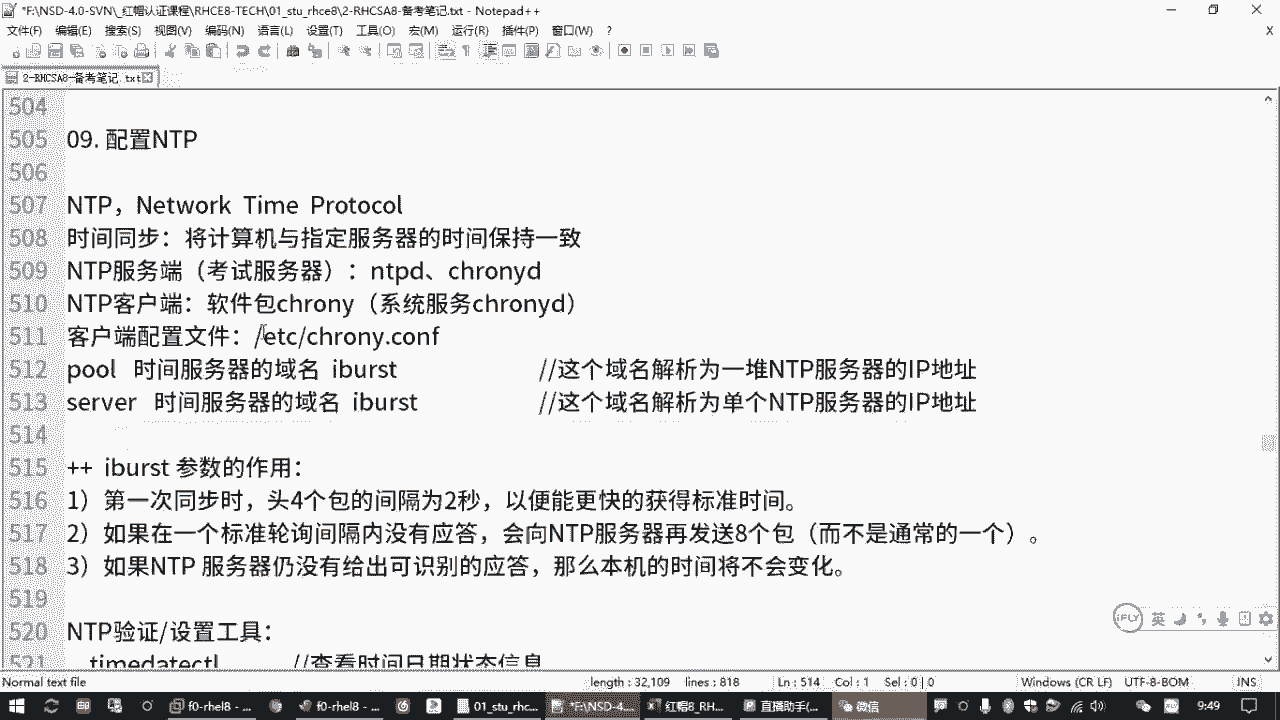 *F:\NSD-4.0-SVN\_红帽认证课程\RHCE8-TECH\01_stu_rhce8\2-RHCSA8-备考笔记.txt - Notepad++
文件(F) 编辑(E) 搜索(S) 视图(V) 编码(N) 语言(L) 设置(T) 工具(O) 宏(M) 运行(R) 插件(P) 窗口(W) ? X
2-RHCSA8-备考笔记.txt
504
505 09. 配置NTP
506
507 NTP，Network Time Protocol
508 时间同步：将计算机与指定服务器的时间保持一致
509 NTP服务端（考试服务器）：ntpd、chronyd
510 NTP客户端：软件包chrony（系统服务chronyd）
511 客户端配置文件：/etc/chrony.conf
512 pool 时间服务器的域名 iburst //这个域名解析为一堆NTP服务器的IP地址
513 server 时间服务器的域名 iburst //这个域名解析为单个NTP服务器的IP地址
514
515 ++ iburst 参数的作用：
516 1）第一次同步时，头4个包的间隔为2秒，以便能更快的获得标准时间。
517 2）如果在一个标准轮询间隔内没有应答，会向NTP服务器再发送8个包（而不是通常的一个）。
518 3）如果NTP 服务器仍没有给出可识别的应答，那么本机的时间将不会变化。
519
520 NTP验证/设置工具：
521 timedatectl //查看时间日期状态信息
iFLY 英
Normal text file length : 32,109 lines : 818 Ln : 514 Col : 1 Sel : 0 | 0 Windows (CR LF) UTF-8-BOM INS
f0-rhel8 - ... f0-rhel8 - ... 01_stu_rhc... *F:\NSD-4... 红帽8_RH... 直播助手(... 微信 9:49